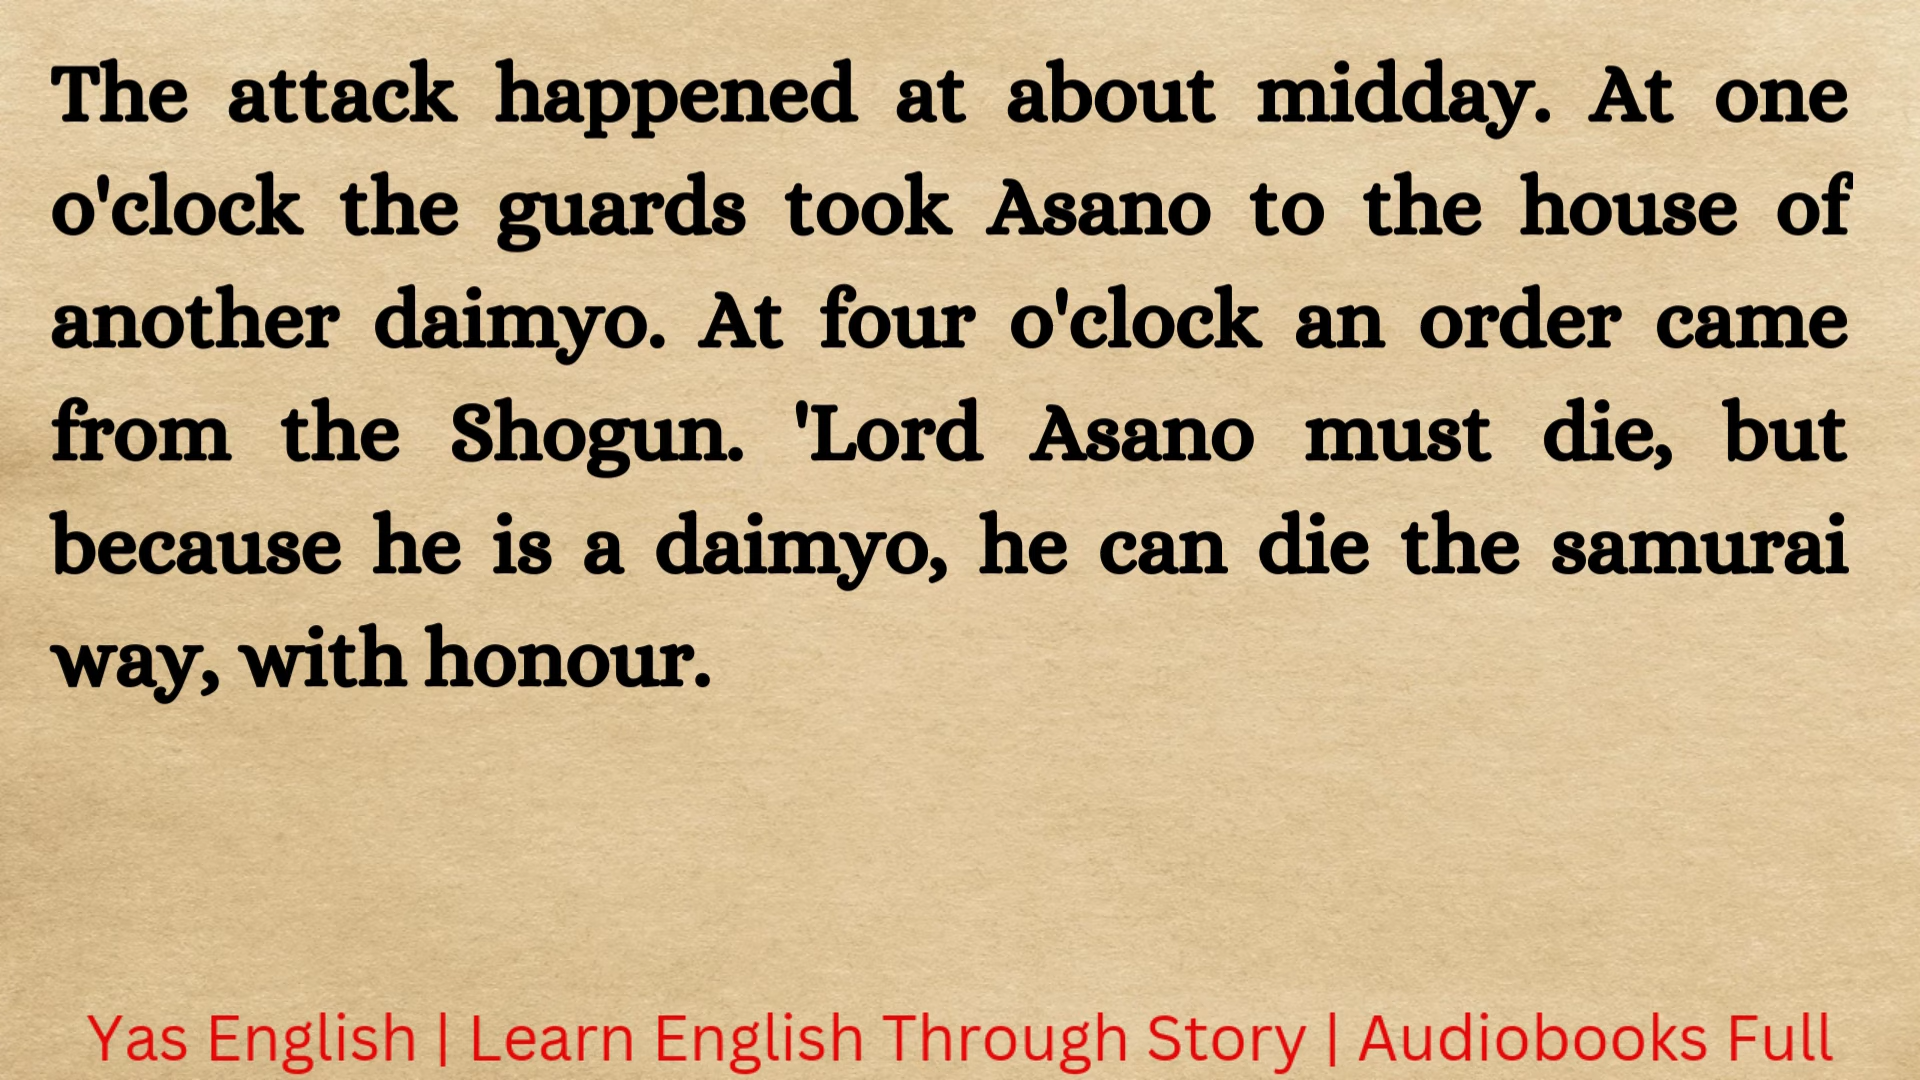 The attack happened at about midday. At one
o'clock the guards took Asano to the house of
another daimyo. At four o'clock an order came
from the Shogun. 'Lord Asano must die, but
because he is a daimyo, he can die the samurai
way, with honour.
Yas English | Learn English Through Story | Audiobooks Full